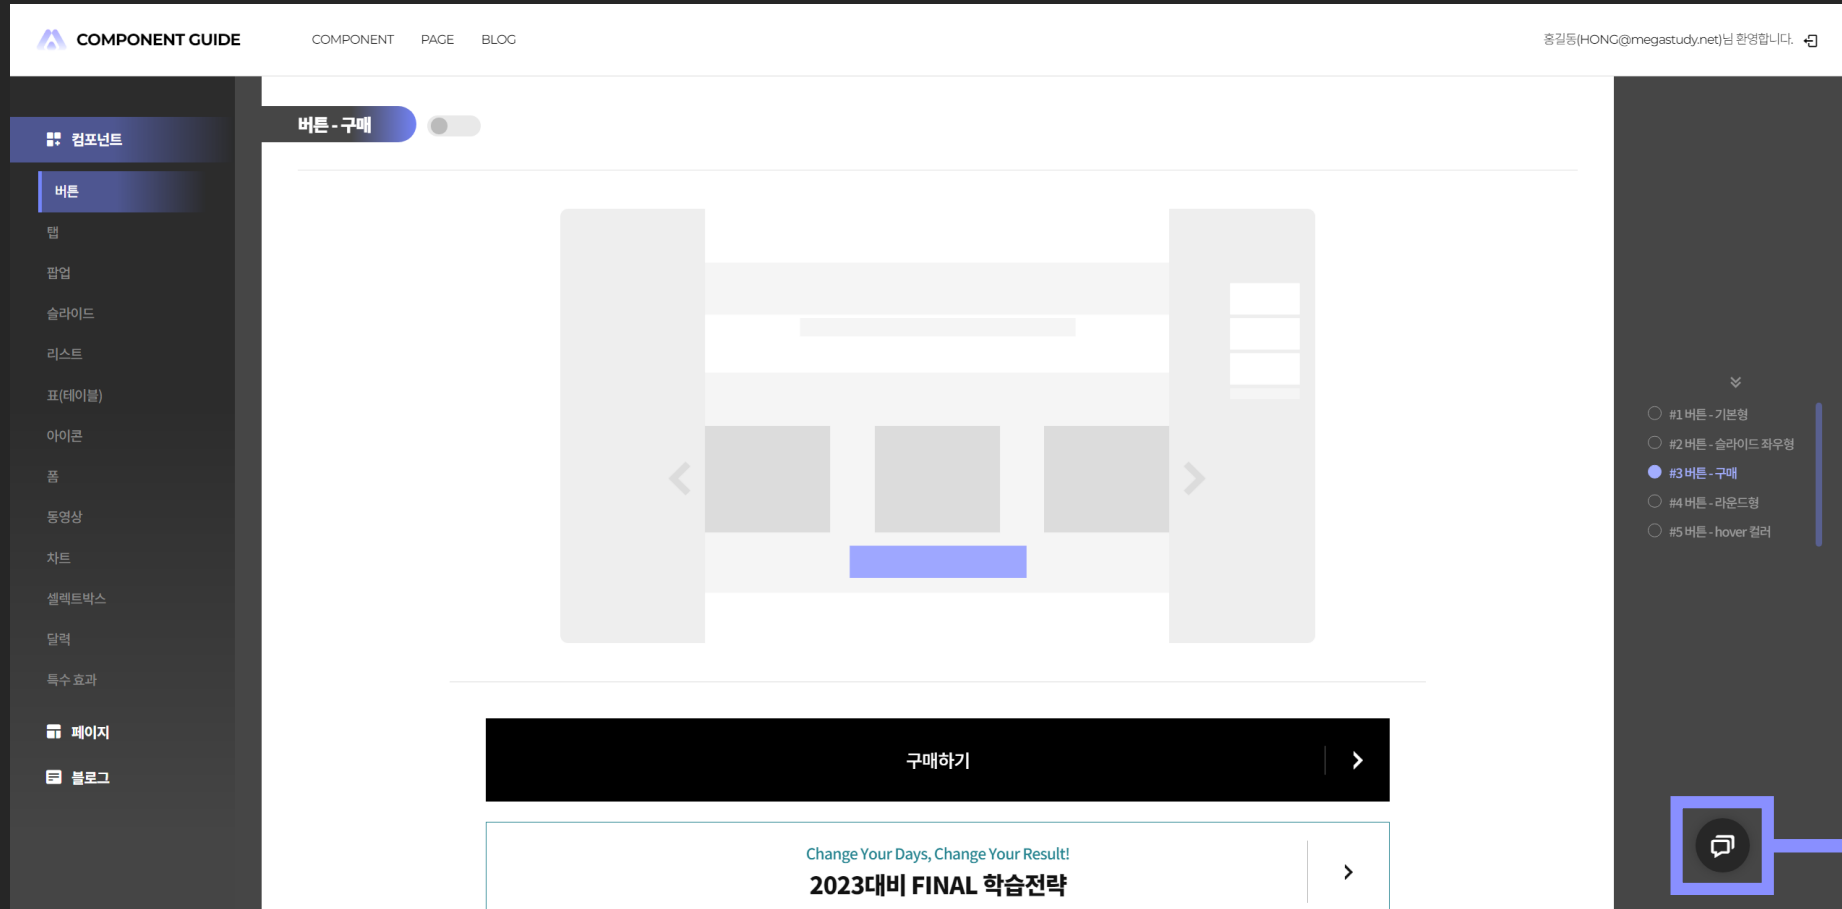 COMPONENT GUIDE
COMPONENT
PAGE
BLOG
홍길동(HONG@megastudy.net)님 환영합니다.
컴포넌트
버튼
탭
팝업
슬라이드
리스트
표(테이블)
아이콘
폼
동영상
차트
셀렉트박스
달력
특수 효과
페이지
블로그
버튼 - 구매
구매하기
Change Your Days, Change Your Result!
2023대비 FINAL 학습전략
#1 버튼 - 기본형
#2 버튼 - 슬라이드 좌우형
#3 버튼 - 구매
#4 버튼 - 라운드형
#5 버튼 - hover 컬러